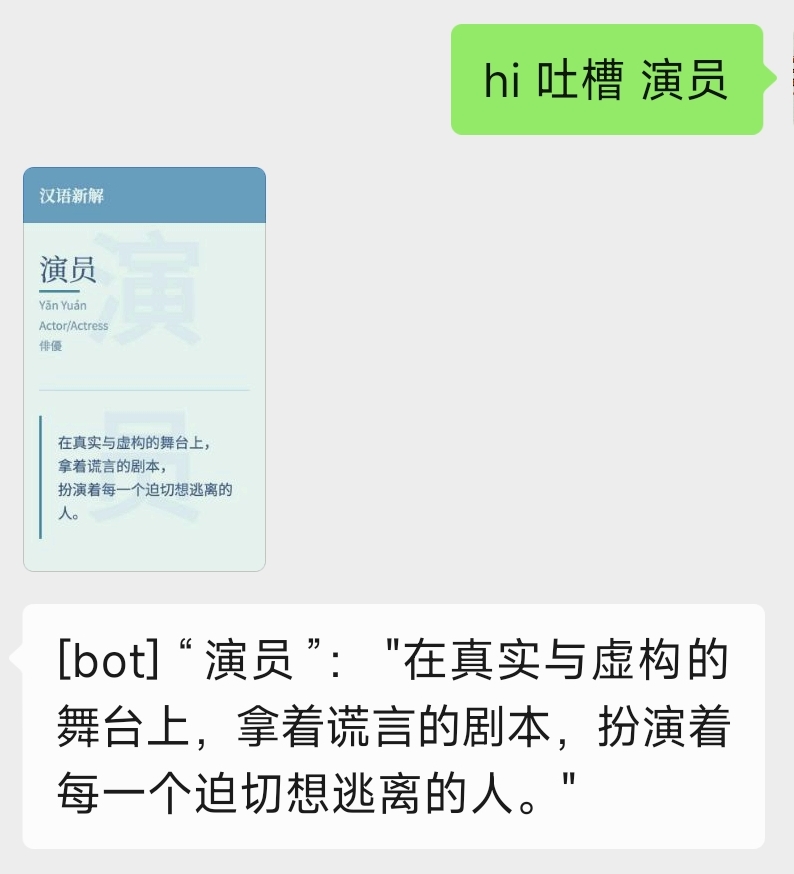 hi 吐槽 演员
汉语新解
演
演员
Yǎn Yuán
Actor/Actress
俳優
员
在真实与虚构的舞台上，
拿着谎言的剧本，
扮演着每一个迫切想逃离的
人。
[bot] “演员”： "在真实与虚构的
舞台上，拿着谎言的剧本，扮演着
每一个迫切想逃离的人。"